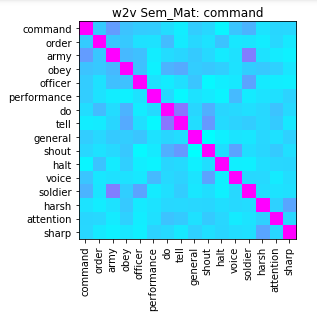 w2v Sem_Mat: command
command
order
army
obey
officer
performance
do
tell
general
shout
halt
voice
soldier
harsh
attention
sharp
command
order
army
obey
officer
performance
do
tell
general
shout
halt
voice
soldier
harsh
attention
sharp